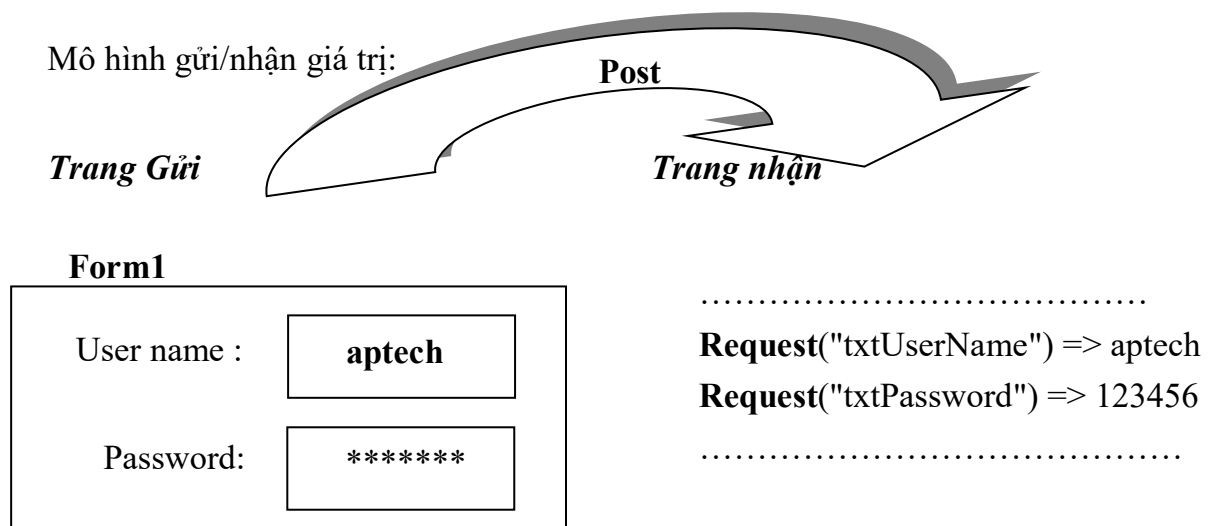 Mô hình gửi/nhận giá trị:
Post
Trang Gửi
Trang nhận
Form1
User name :
aptech
Password:
*******
……………………………………
Request("txtUserName") => aptech
Request("txtPassword") => 123456
………………………………………